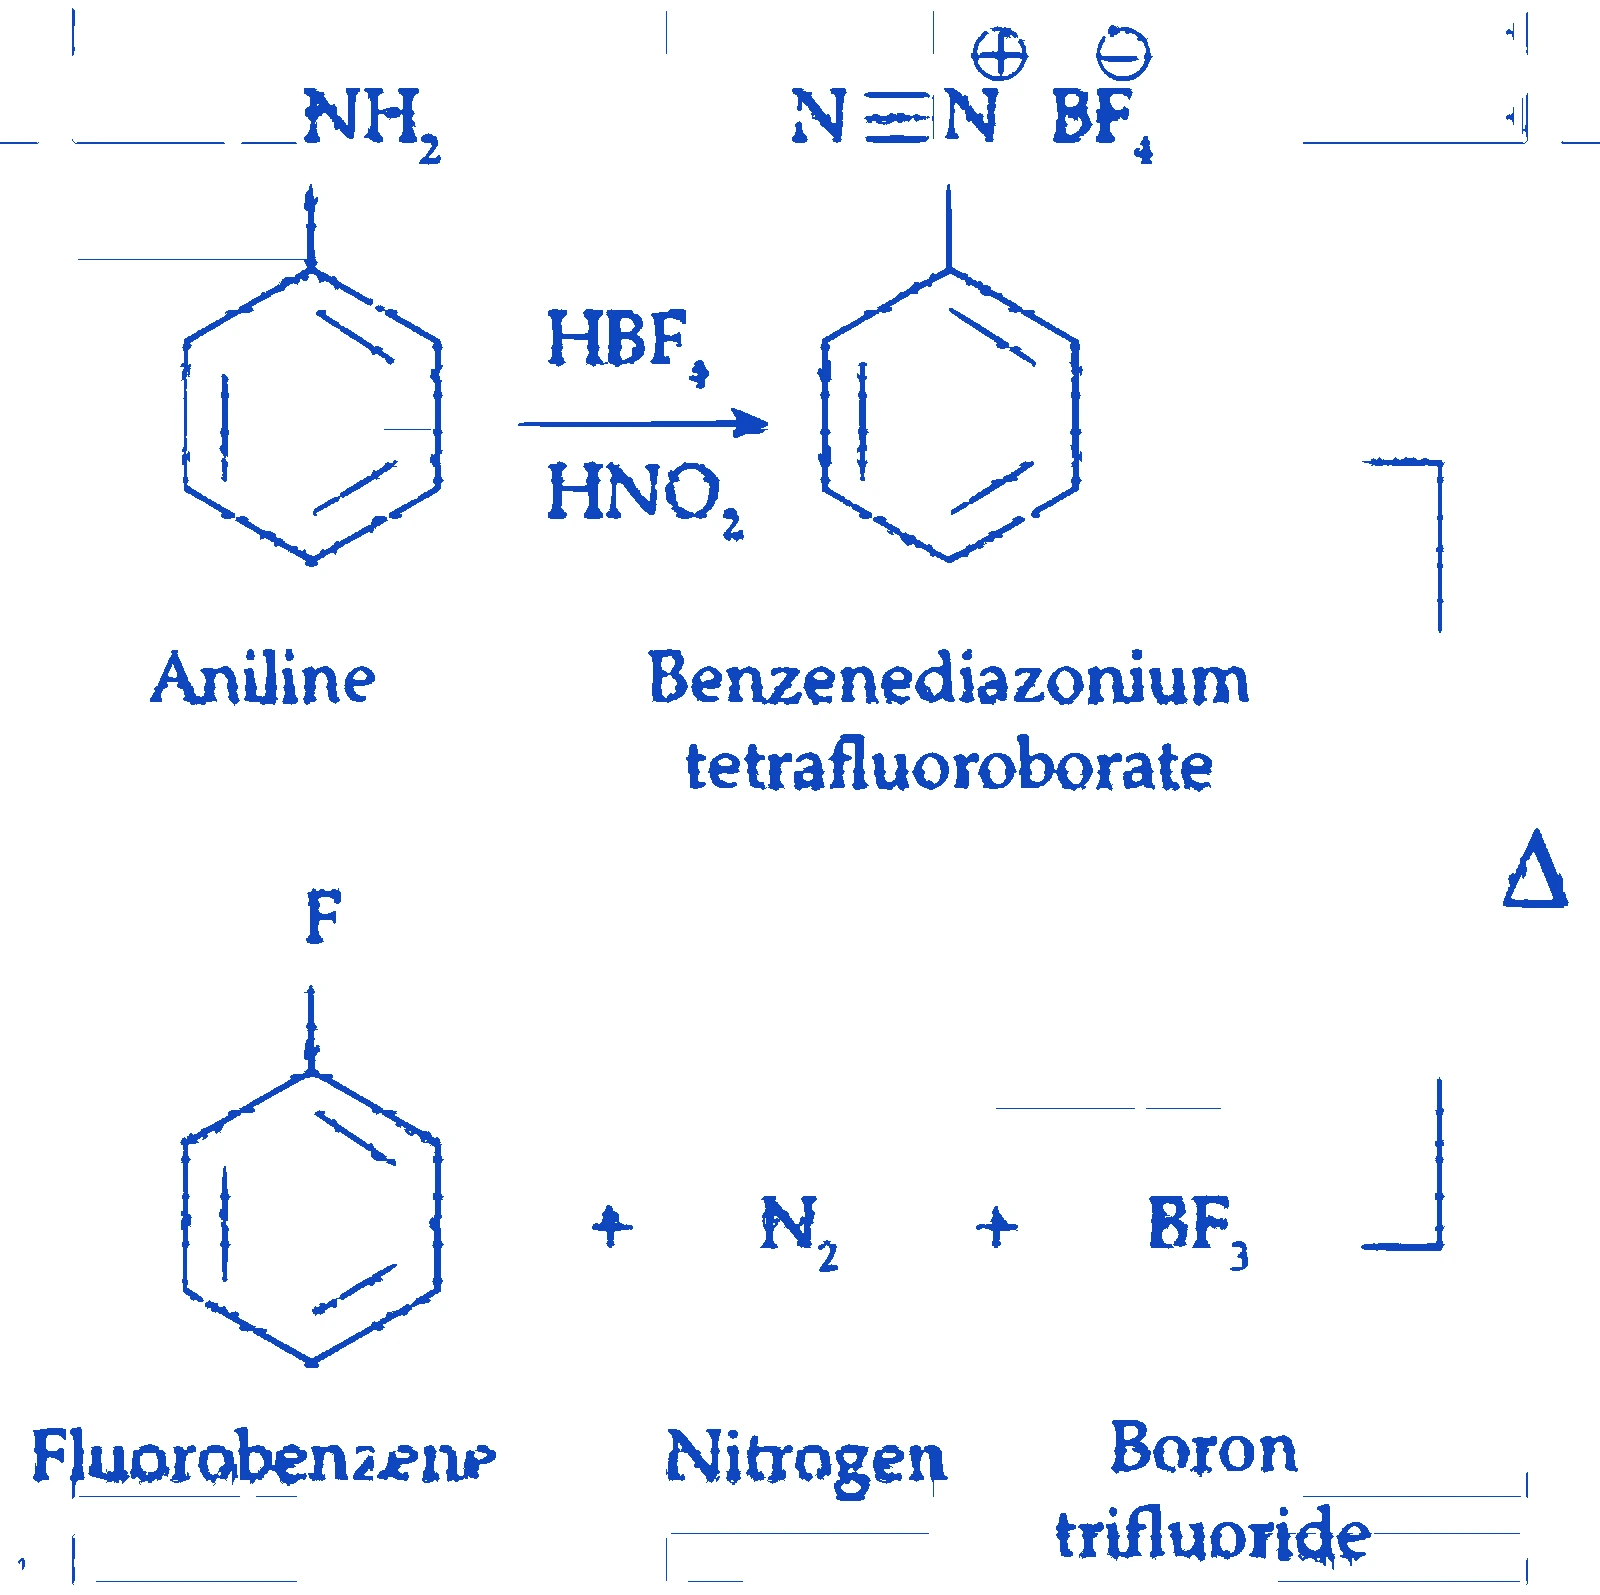 NH₂
N≡N⊕ BF₄⊖
HBF₄
HNO₂
Aniline
Benzenediazonium
tetrafluoroborate
Δ
F
+ N₂ + BF₃
Fluorobenzene
Nitrogen
Boron
trifluoride